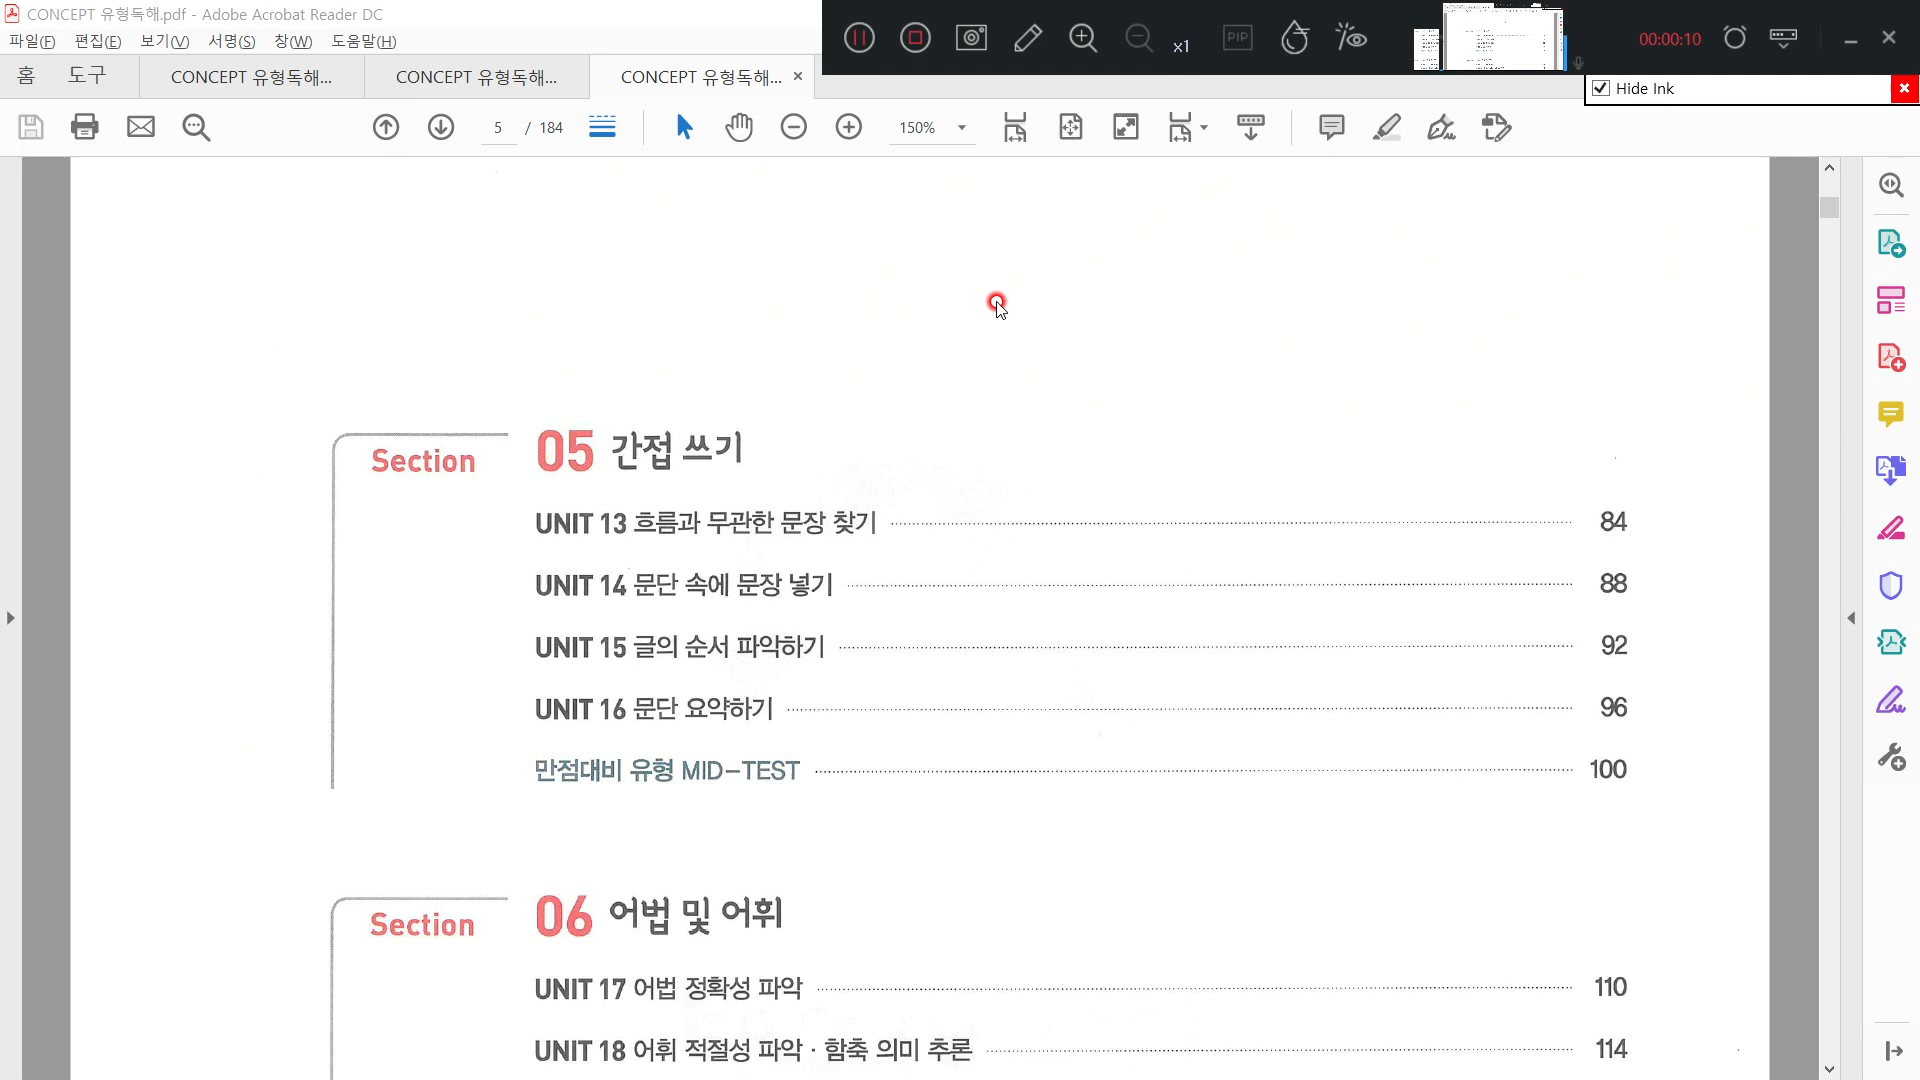 CONCEPT 유형독해.pdf - Adobe Acrobat Reader DC
파일(F) 편집(E) 보기(V) 서명(S) 창(W) 도움말(H)
x1
PIP
00:00:10
홈 도구 CONCEPT 유형독해... CONCEPT 유형독해... CONCEPT 유형독해...
Hide Ink
5 / 184 150%
Section 05 간접 쓰기
UNIT 13 흐름과 무관한 문장 찾기 84
UNIT 14 문단 속에 문장 넣기 88
UNIT 15 글의 순서 파악하기 92
UNIT 16 문단 요약하기 96
만점대비 유형 MID-TEST 100
Section 06 어법 및 어휘
UNIT 17 어법 정확성 파악 110
UNIT 18 어휘 적절성 파악 · 함축 의미 추론 114